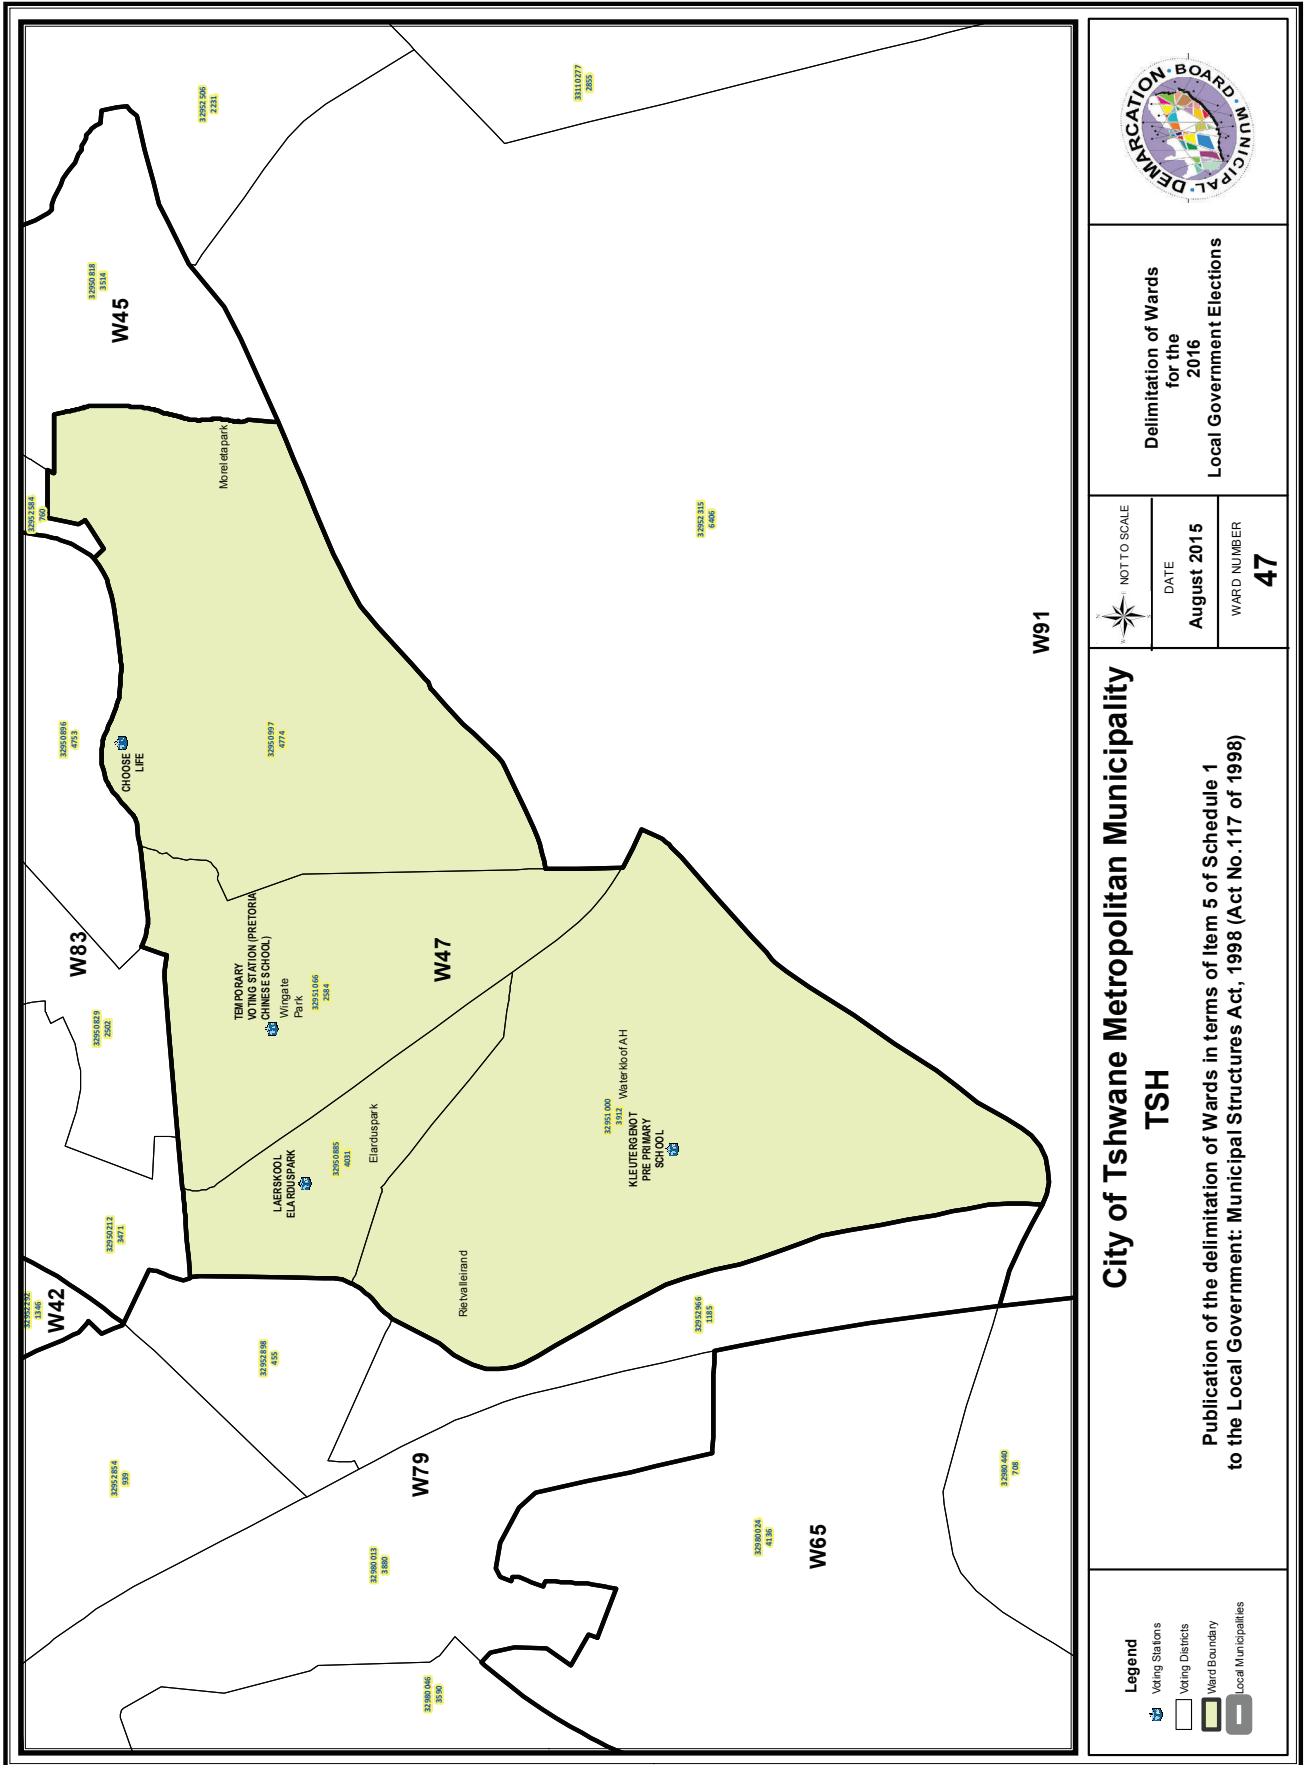 32952506
2231
33110277
2855
32950818
3514
W45
Moreletapark
32952584
760
32952315
6406
W91
32950896
4753
CHOOSE
LIFE
32950997
4774
W83
32950829
2502
TEMPORARY
VOTING STATION (PRETORIA
CHINESE SCHOOL)
Wingate
Park
32951066
2584
W47
LAERSKOOL
ELARDUSPARK
32950885
4031
Elarduspark
32951000
3912
Waterkloof AH
KLEUTERGENOT
PRE PRIMARY
SCHOOL
32950212
3471
32952292
1346
W42
Rietvalleirand
32952898
455
32952966
1185
32952854
939
W79
32980013
3880
32980024
4136
W65
32980440
708
32980046
3590
Legend
Voting Stations
Voting Districts
Ward Boundary
Local Municipalities
City of Tshwane Metropolitan Municipality
TSH
Publication of the delimitation of Wards in terms of Item 5 of Schedule 1
to the Local Government: Municipal Structures Act, 1998 (Act No.117 of 1998)
NOT TO SCALE
DATE
August 2015
WARD NUMBER
47
Delimitation of Wards
for the
2016
Local Government Elections
MUNICIPAL DEMARCATION BOARD